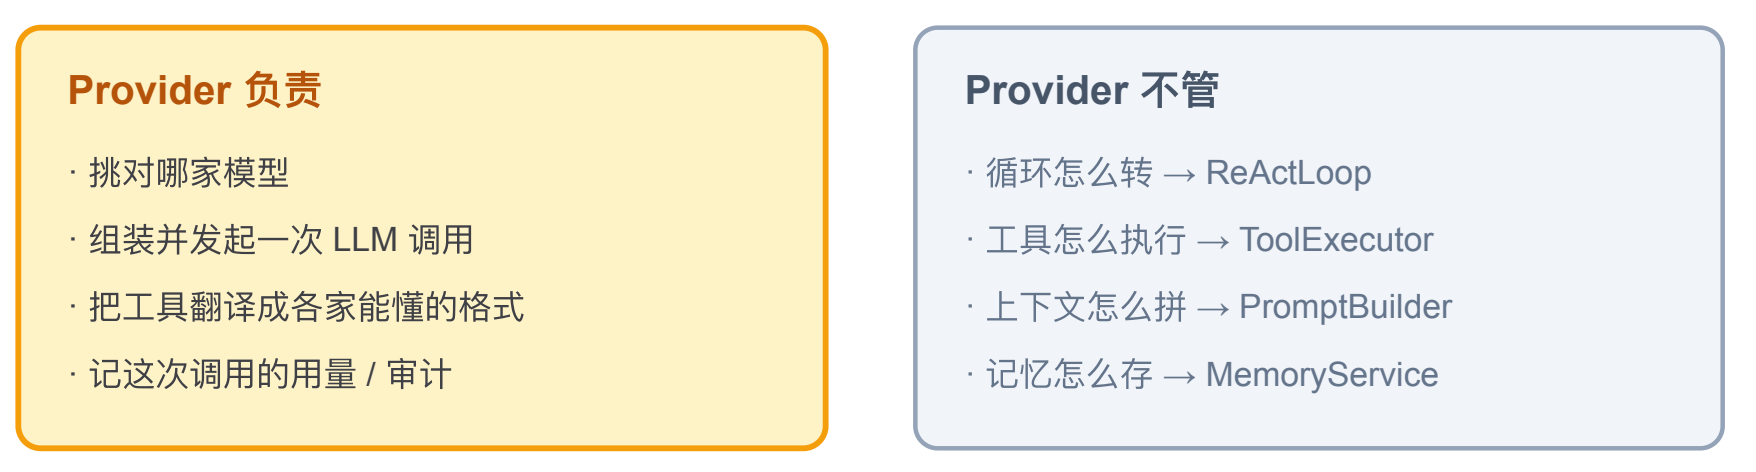 Provider 负责
· 挑对哪家模型
· 组装并发起一次 LLM 调用
· 把工具翻译成各家能懂的格式
· 记这次调用的用量 / 审计
Provider 不管
· 循环怎么转 → ReActLoop
· 工具怎么执行 → ToolExecutor
· 上下文怎么拼 → PromptBuilder
· 记忆怎么存 → MemoryService